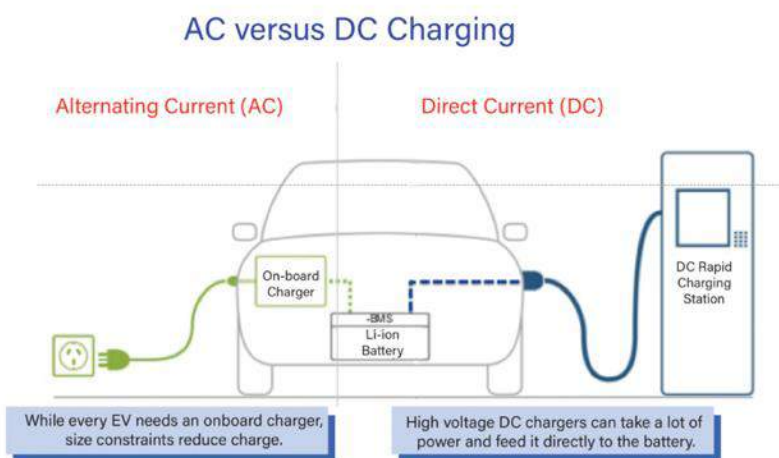 AC versus DC Charging
Alternating Current (AC)
Direct Current (DC)
On-board
Charger
-BMS
Li-ion
Battery
DC Rapid
Charging
Station
While every EV needs an onboard charger,
size constraints reduce charge.
High voltage DC chargers can take a lot of
power and feed it directly to the battery.